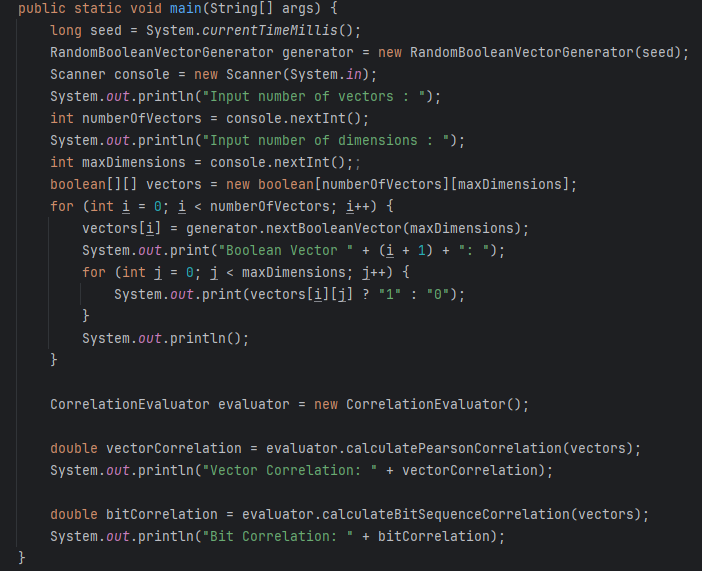 public static void main(String[] args) {
    long seed = System.currentTimeMillis();
    RandomBooleanVectorGenerator generator = new RandomBooleanVectorGenerator(seed);
    Scanner console = new Scanner(System.in);
    System.out.println("Input number of vectors : ");
    int numberOfVectors = console.nextInt();
    System.out.println("Input number of dimensions : ");
    int maxDimensions = console.nextInt();;
    boolean[][] vectors = new boolean[numberOfVectors][maxDimensions];
    for (int i = 0; i < numberOfVectors; i++) {
        vectors[i] = generator.nextBooleanVector(maxDimensions);
        System.out.print("Boolean Vector " + (i + 1) + ": ");
        for (int j = 0; j < maxDimensions; j++) {
            System.out.print(vectors[i][j] ? "1" : "0");
        }
        System.out.println();
    }

    CorrelationEvaluator evaluator = new CorrelationEvaluator();

    double vectorCorrelation = evaluator.calculatePearsonCorrelation(vectors);
    System.out.println("Vector Correlation: " + vectorCorrelation);

    double bitCorrelation = evaluator.calculateBitSequenceCorrelation(vectors);
    System.out.println("Bit Correlation: " + bitCorrelation);
}